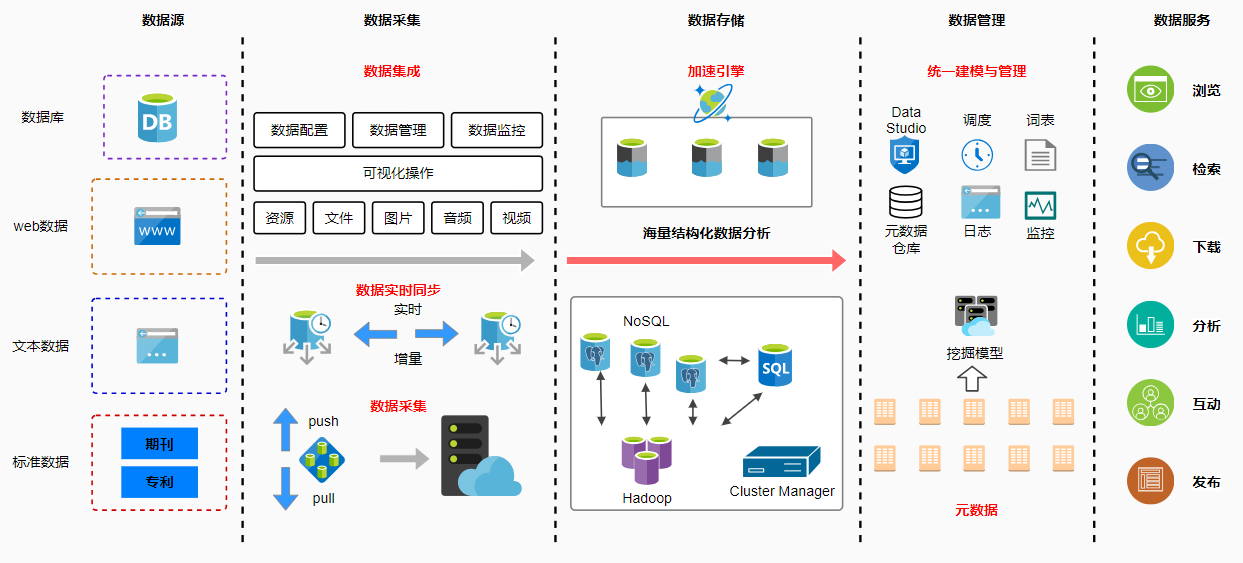 数据源
数据采集
数据存储
数据管理
数据服务
数据库
DB
web数据
WWW
文本数据
标准数据
期刊
专利
数据集成
数据配置
数据管理
数据监控
可视化操作
资源
文件
图片
音频
视频
数据实时同步
实时
增量
数据采集
push
pull
加速引擎
海量结构化数据分析
NoSQL
SQL
Hadoop
Cluster Manager
统一建模与管理
Data
Studio
调度
词表
元数据
仓库
日志
监控
挖掘模型
元数据
浏览
检索
下载
分析
互动
发布